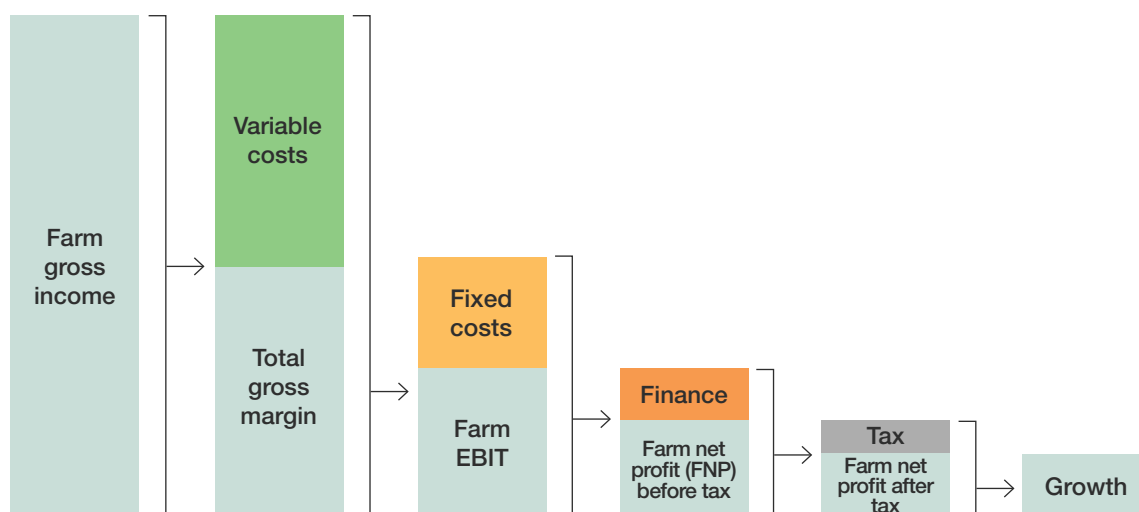 Farm
gross
income
Variable
costs
Total
gross
margin
Fixed
costs
Farm
EBIT
Finance
Farm net
profit (FNP)
before tax
Tax
Farm net
profit after
tax
Growth